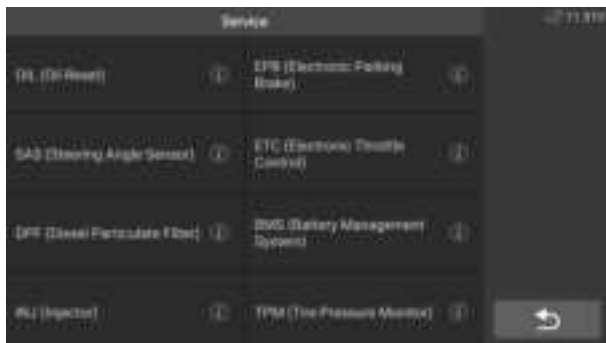 Service
OIL (Oil Reset)
EPB (Electronic Parking
Brake)
SAS (Steering Angle Sensor)
ETC (Electronic Throttle
Control)
DPF (Diesel Particulate Filter)
BMS (Battery Management
System)
INJ (Injector)
TPM (Tire Pressure Monitor)